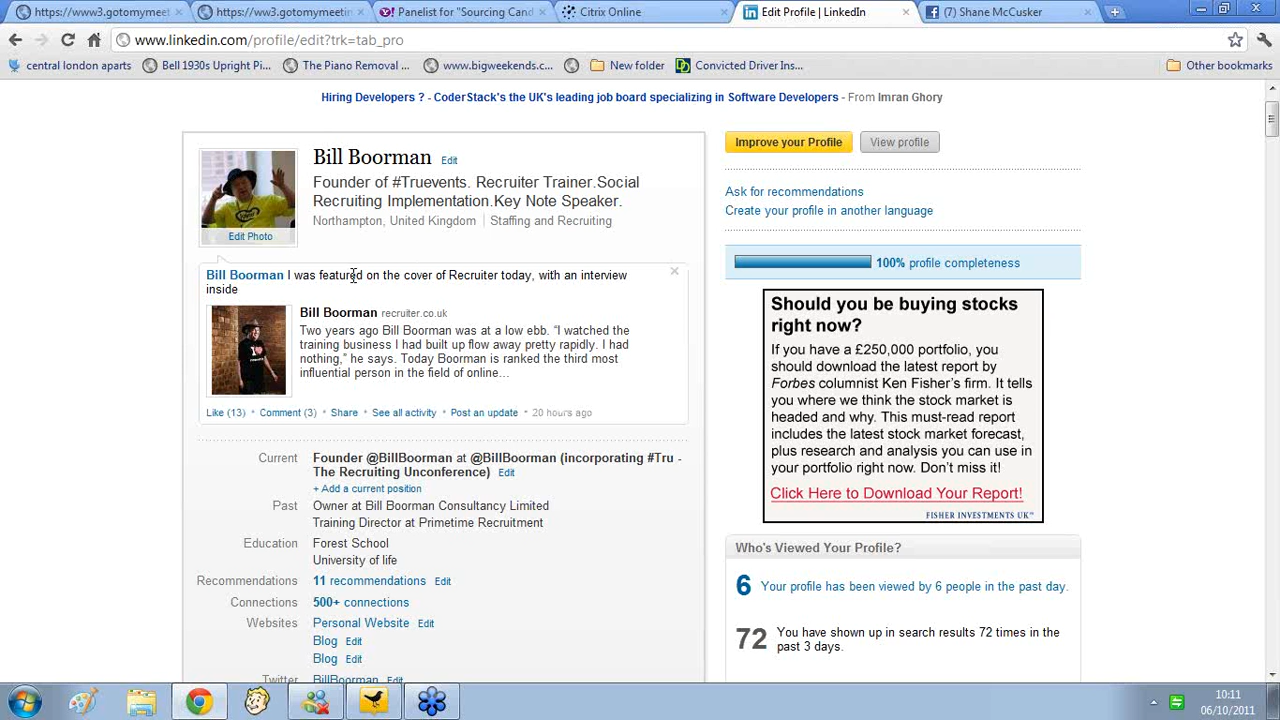 https://www3.gotomymeet
https://www3.gotomymeetin
Panelist for "Sourcing Cand
Citrix Online
Edit Profile | LinkedIn
(7) Shane McCusker
www.linkedin.com/profile/edit?trk=tab_pro
central london aparts
Bell 1930s Upright Pi...
The Piano Removal ...
www.bigweekends.c...
New folder
Convicted Driver Ins...
Other bookmarks
Hiring Developers ? - CoderStack's the UK's leading job board specializing in Software Developers - From Imran Ghory
Bill Boorman Edit
Founder of #Truevents. Recruiter Trainer.Social
Recruiting Implementation.Key Note Speaker.
Northampton, United Kingdom | Staffing and Recruiting
Edit Photo
Bill Boorman I was featured on the cover of Recruiter today, with an interview
inside
Bill Boorman recruiter.co.uk
Two years ago Bill Boorman was at a low ebb. “I watched the
training business I had built up flow away pretty rapidly. I had
nothing,” he says. Today Boorman is ranked the third most
influential person in the field of online...
Like (13) • Comment (3) • Share • See all activity • Post an update • 20 hours ago
Current Founder @BillBoorman at @BillBoorman (incorporating #Tru -
The Recruiting Unconference) Edit
+ Add a current position
Past Owner at Bill Boorman Consultancy Limited
Training Director at Primetime Recruitment
Education Forest School
University of life
Recommendations 11 recommendations Edit
Connections 500+ connections
Websites Personal Website Edit
Blog Edit
Blog Edit
Twitter BillBoorman Edit
Improve your Profile
View profile
Ask for recommendations
Create your profile in another language
100% profile completeness
Should you be buying stocks
right now?
If you have a £250,000 portfolio, you
should download the latest report by
Forbes columnist Ken Fisher's firm. It tells
you where we think the stock market is
headed and why. This must-read report
includes the latest stock market forecast,
plus research and analysis you can use in
your portfolio right now. Don't miss it!
Click Here to Download Your Report!
FISHER INVESTMENTS UK™
Who's Viewed Your Profile?
6 Your profile has been viewed by 6 people in the past day.
72 You have shown up in search results 72 times in the
past 3 days.
10:11
06/10/2011